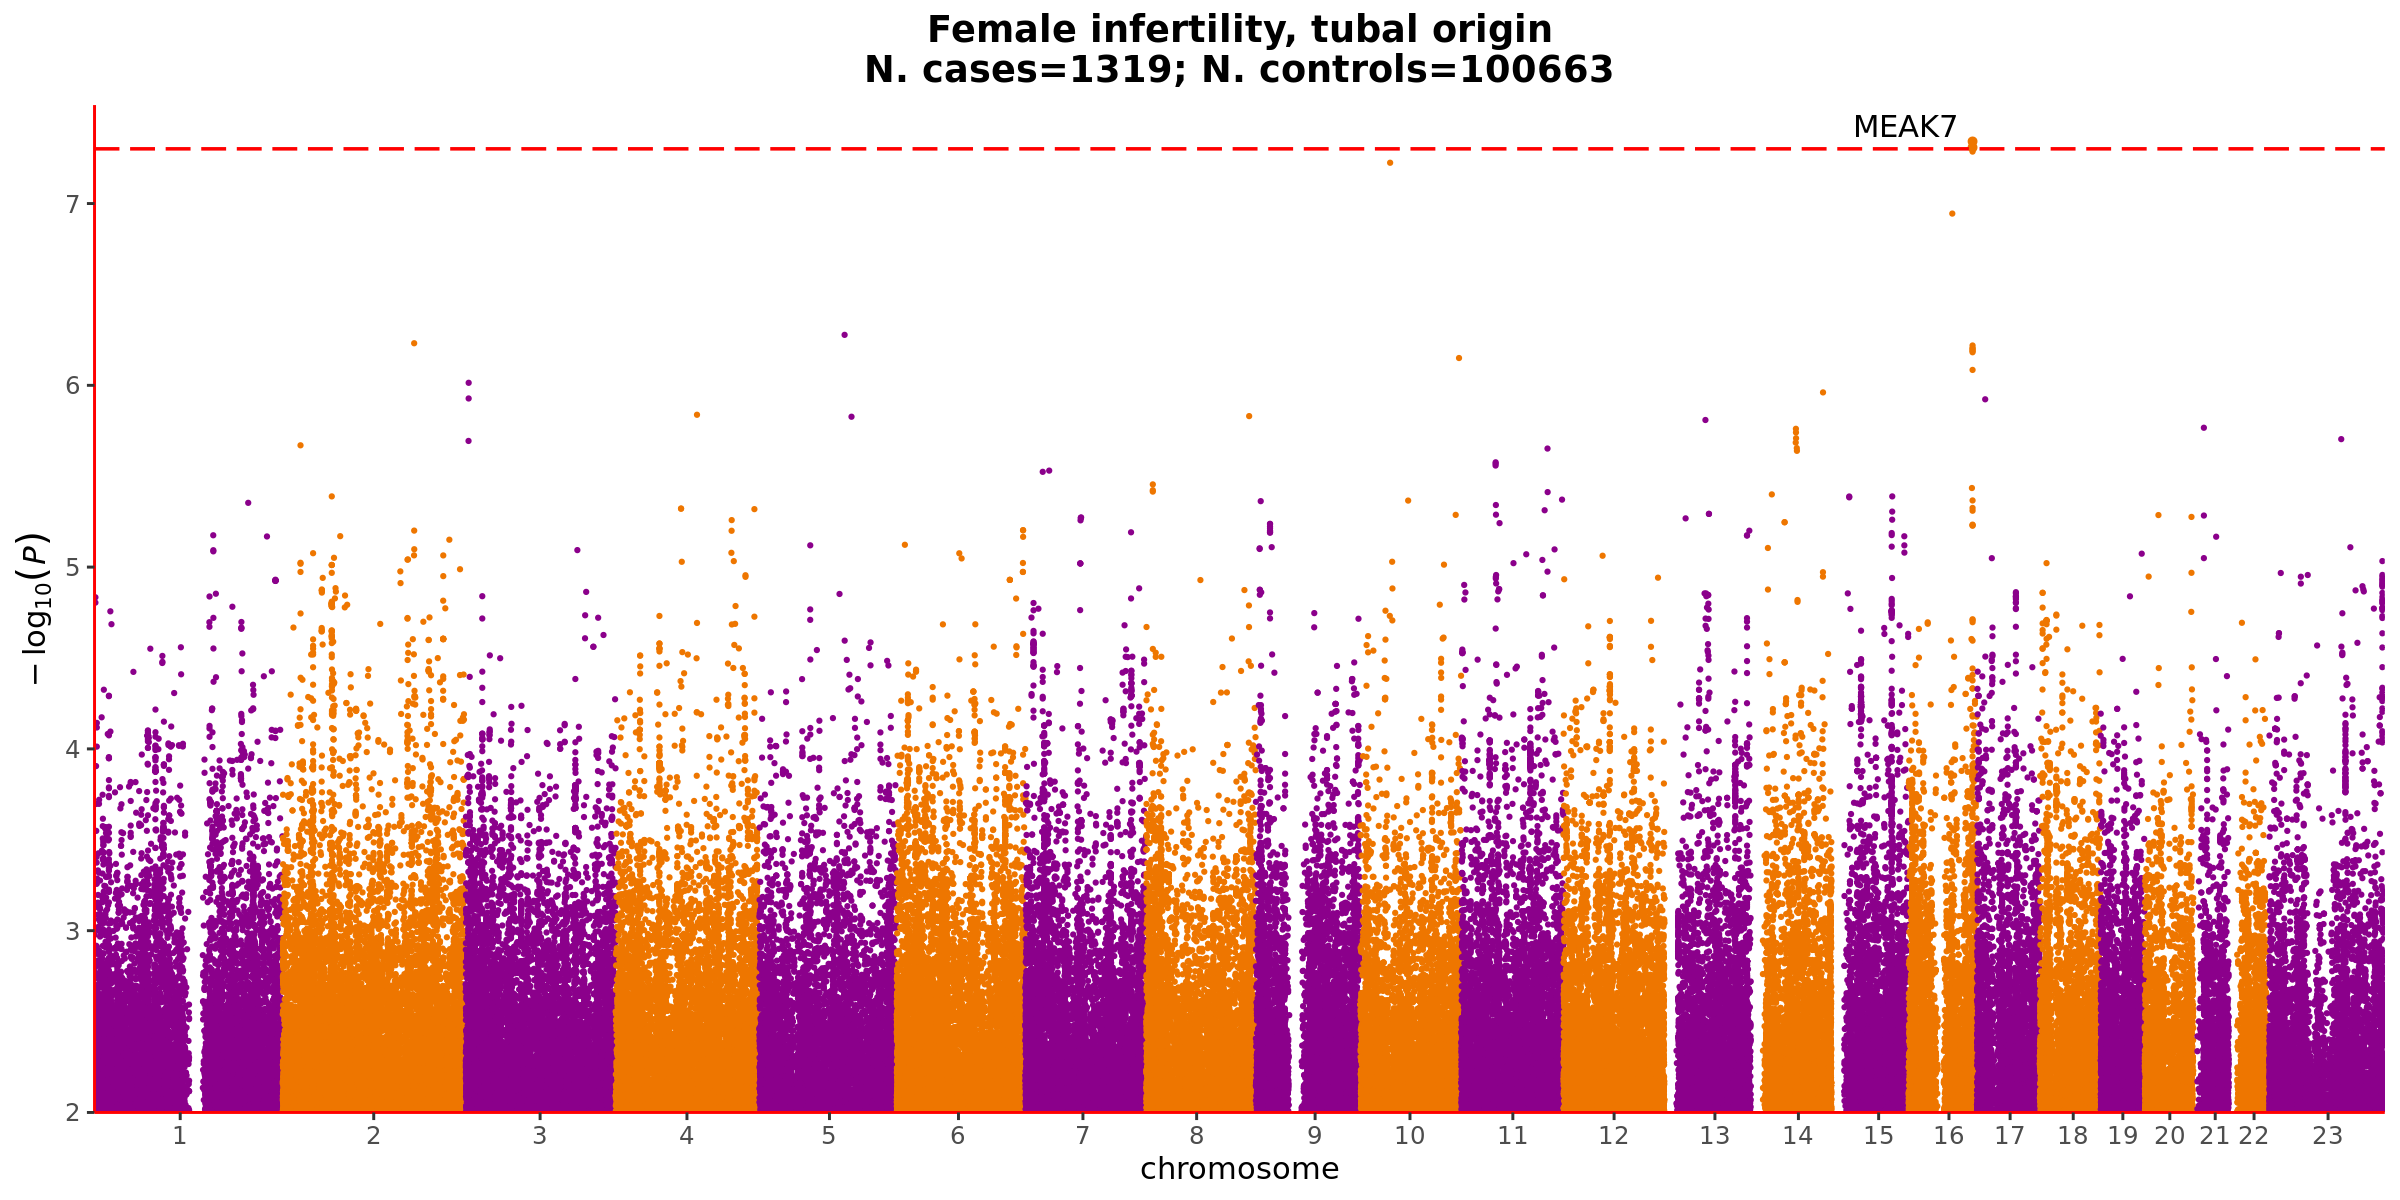 Female infertility, tubal origin
N. cases=1319; N. controls=100663
MEAK7
7
6
5
4
3
2
−log10(P)
1 2 3 4 5 6 7 8 9 10 11 12 13 14 15 16 17 18 19 20 21 22 23
chromosome